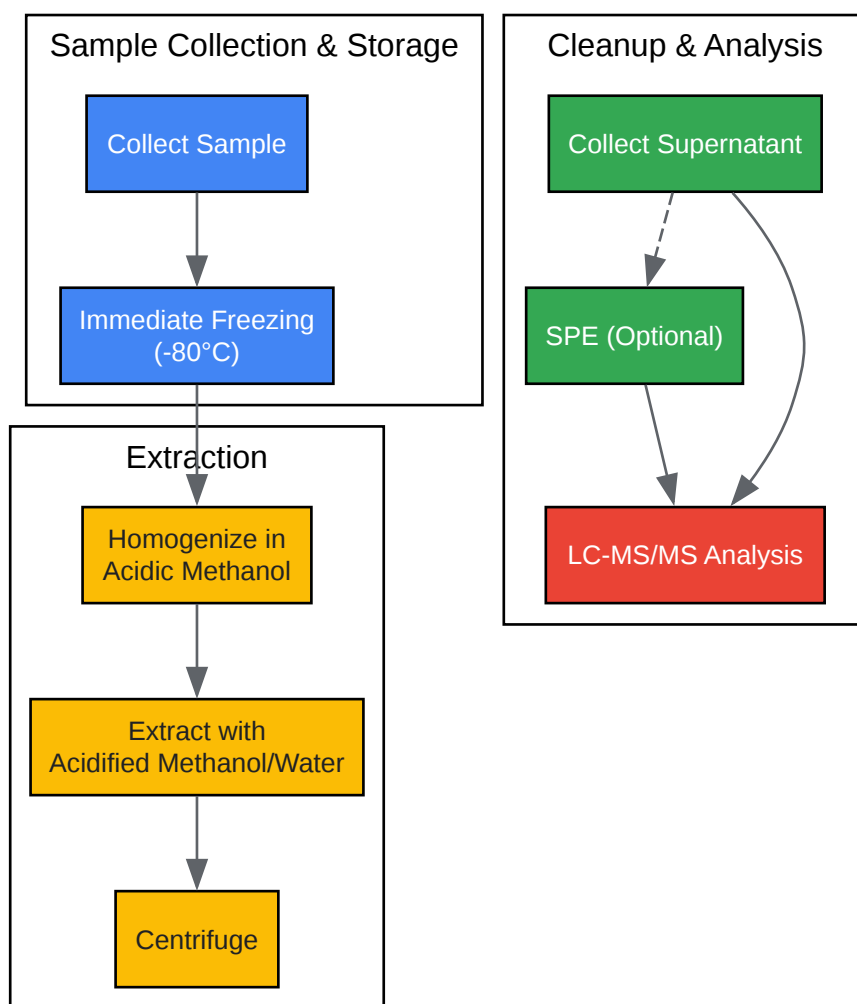 Sample Collection & Storage
Collect Sample
Immediate Freezing
(-80°C)
Extraction
Homogenize in
Acidic Methanol
Extract with
Acidified Methanol/Water
Centrifuge
Cleanup & Analysis
Collect Supernatant
SPE (Optional)
LC-MS/MS Analysis